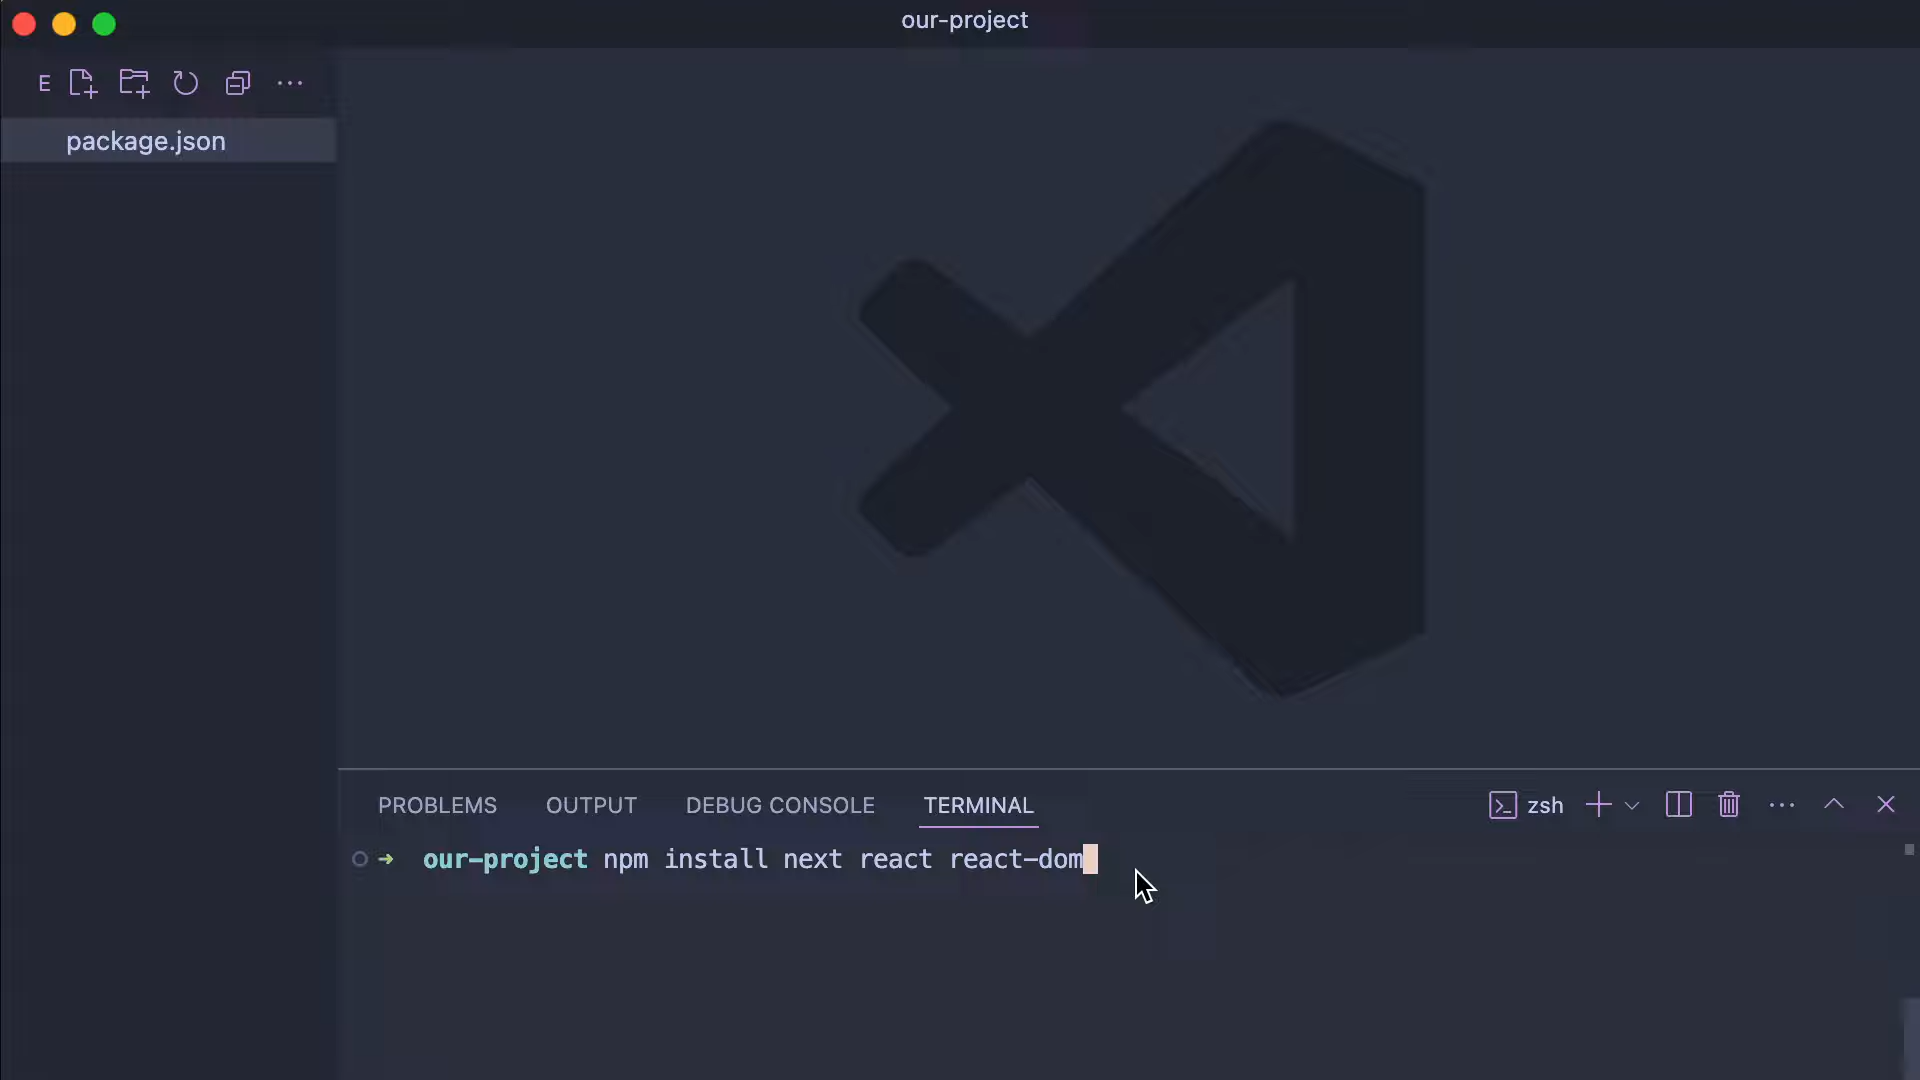 our-project
E
package.json
PROBLEMS OUTPUT DEBUG CONSOLE TERMINAL zsh
our-project npm install next react react-dom